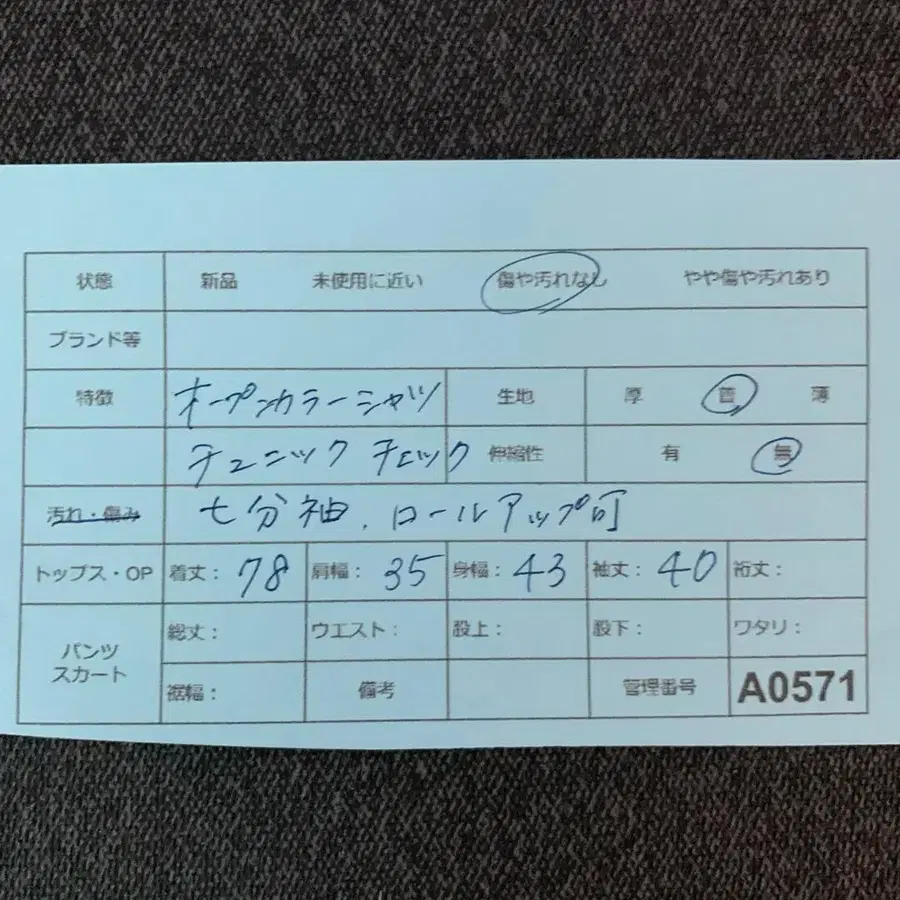 状態 新品 未使用に近い 傷や汚れなし やや傷や汚れあり
ブランド等
特徴 オープンカラーシャツ 生地 厚 普 薄
チュニック チェック 伸縮性 有 無
汚れ・傷み 七分袖、ロールアップ可
トップス・OP 着丈: 78 肩幅: 35 身幅: 43 袖丈: 40 裄丈:
パンツ スカート 総丈: ウエスト: 股上: 股下: ワタリ:
裾幅: 備考 管理番号 A0571